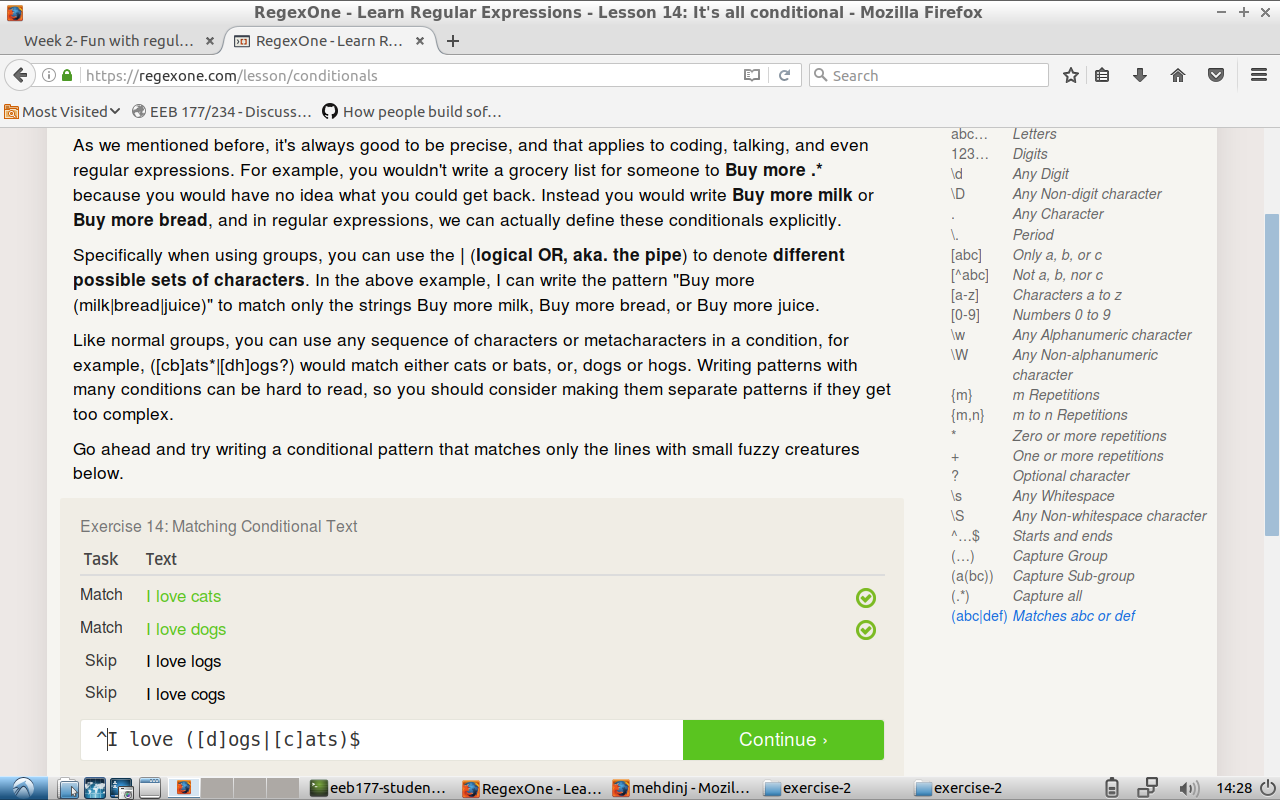 RegexOne - Learn Regular Expressions - Lesson 14: It's all conditional - Mozilla Firefox
Week 2- Fun with regul…
RegexOne - Learn R…
https://regexone.com/lesson/conditionals
Search
Most Visited
EEB 177/234 - Discuss…
How people build sof…
As we mentioned before, it's always good to be precise, and that applies to coding, talking, and even
regular expressions. For example, you wouldn't write a grocery list for someone to Buy more .*
because you would have no idea what you could get back. Instead you would write Buy more milk or
Buy more bread, and in regular expressions, we can actually define these conditionals explicitly.
Specifically when using groups, you can use the | (logical OR, aka. the pipe) to denote different
possible sets of characters. In the above example, I can write the pattern "Buy more
(milk|bread|juice)" to match only the strings Buy more milk, Buy more bread, or Buy more juice.
Like normal groups, you can use any sequence of characters or metacharacters in a condition, for
example, ([cb]ats*|[dh]ogs?) would match either cats or bats, or, dogs or hogs. Writing patterns with
many conditions can be hard to read, so you should consider making them separate patterns if they get
too complex.
Go ahead and try writing a conditional pattern that matches only the lines with small fuzzy creatures
below.
Exercise 14: Matching Conditional Text
Task Text
Match I love cats
Match I love dogs
Skip I love logs
Skip I love cogs
^I love ([d]ogs|[c]ats)$
Continue ›
abc… Letters
123… Digits
\d Any Digit
\D Any Non-digit character
. Any Character
\. Period
[abc] Only a, b, or c
[^abc] Not a, b, nor c
[a-z] Characters a to z
[0-9] Numbers 0 to 9
\w Any Alphanumeric character
\W Any Non-alphanumeric
character
{m} m Repetitions
{m,n} m to n Repetitions
* Zero or more repetitions
+ One or more repetitions
? Optional character
\s Any Whitespace
\S Any Non-whitespace character
^…$ Starts and ends
(…) Capture Group
(a(bc)) Capture Sub-group
(.*) Capture all
(abc|def) Matches abc or def
eeb177-studen…
RegexOne - Lea…
mehdinj - Mozil…
exercise-2
exercise-2
14:28